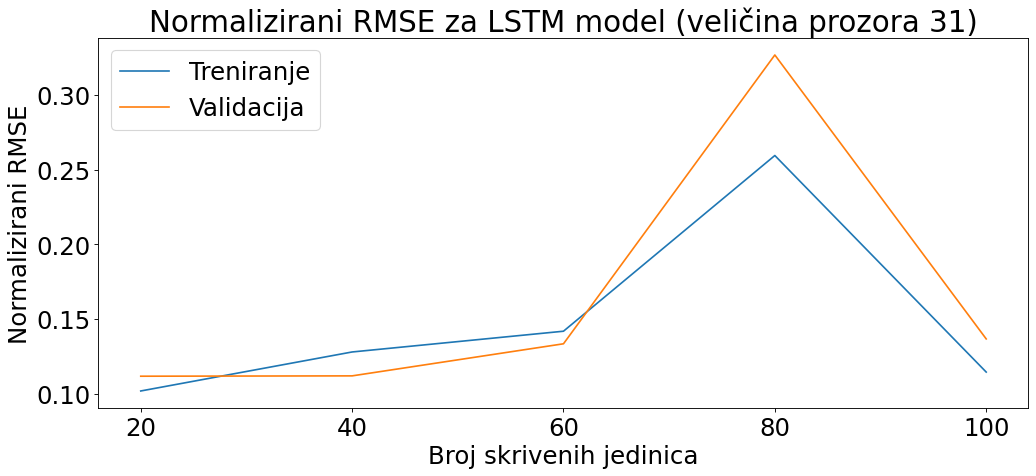 Normalizirani RMSE za LSTM model (veličina prozora 31)
Treniranje
Validacija
Normalizirani RMSE
0.30
0.25
0.20
0.15
0.10
20 40 60 80 100
Broj skrivenih jedinica